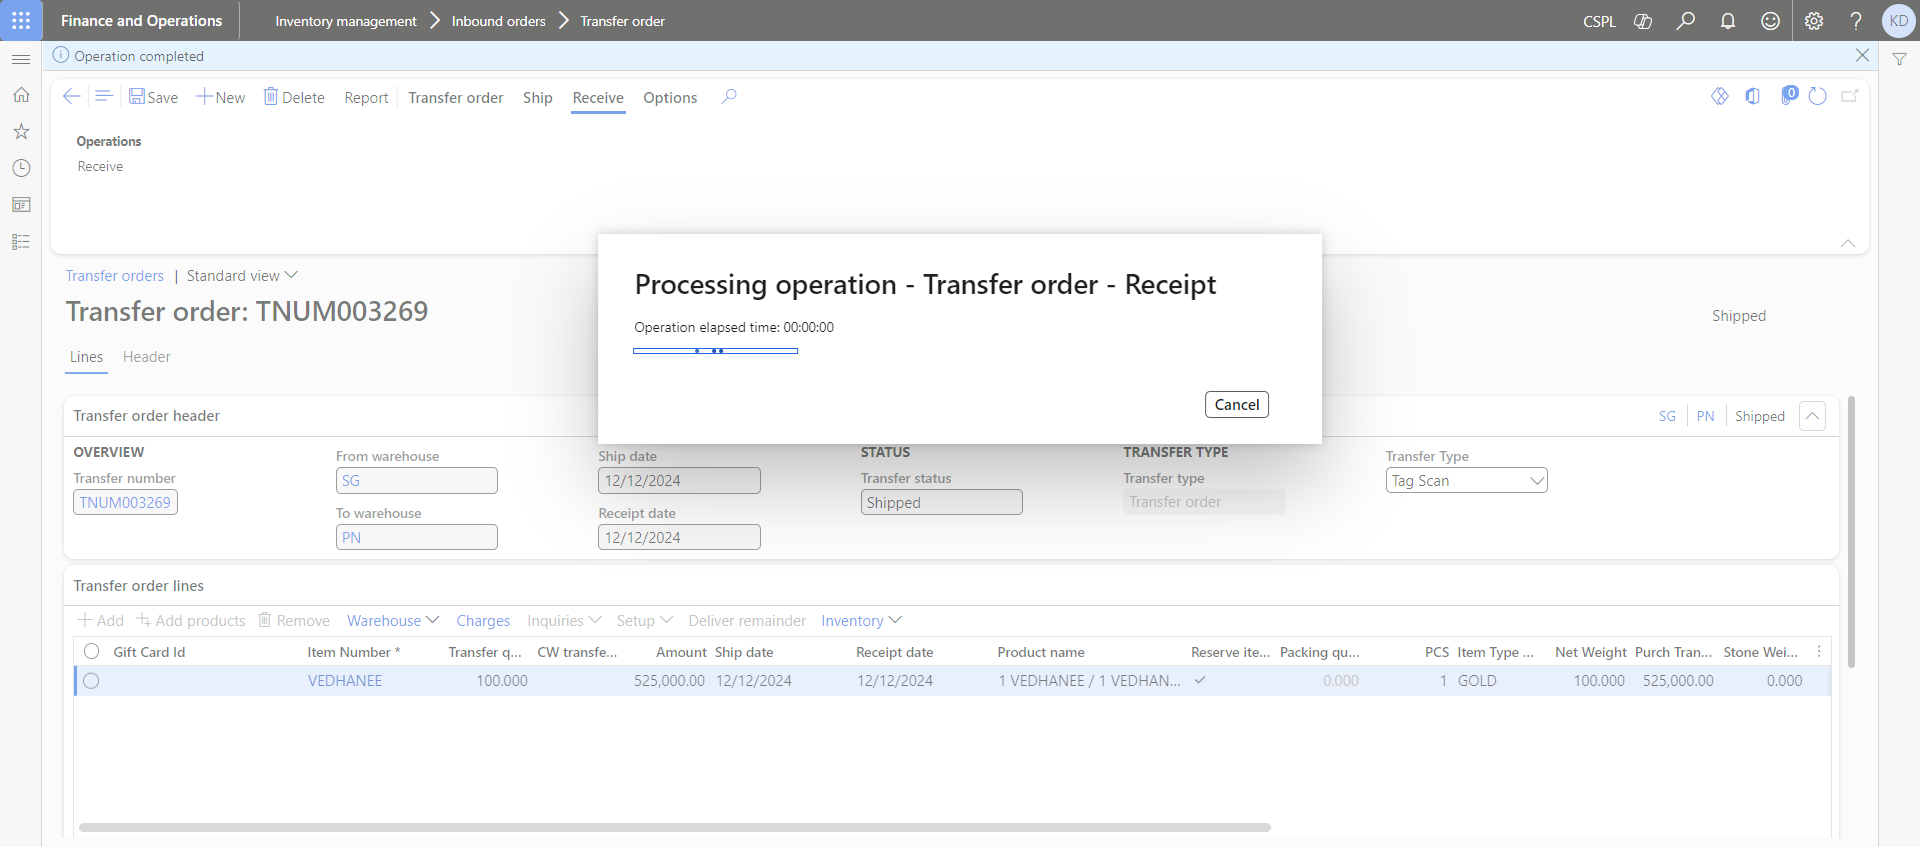 Finance and Operations
Inventory management > Inbound orders > Transfer order
CSPL
KD
Operation completed
Save New Delete Report Transfer order Ship Receive Options
0
Operations
Receive
Processing operation - Transfer order - Receipt
Operation elapsed time: 00:00:00
Cancel
Transfer orders | Standard view
Transfer order: TNUM003269
Shipped
Lines Header
Transfer order header
SG PN Shipped
OVERVIEW
Transfer number
TNUM003269
From warehouse
SG
To warehouse
PN
Ship date
12/12/2024
Receipt date
12/12/2024
STATUS
Transfer status
Shipped
TRANSFER TYPE
Transfer type
Transfer order
Transfer Type
Tag Scan
Transfer order lines
Add Add products Remove Warehouse Charges Inquiries Setup Deliver remainder Inventory
Gift Card Id Item Number * Transfer q... CW transfe... Amount Ship date Receipt date Product name Reserve ite... Packing qu... PCS Item Type ... Net Weight Purch Tran... Stone Wei...
VEDHANEE 100.000 525,000.00 12/12/2024 12/12/2024 1 VEDHANEE / 1 VEDHAN... 0.000 1 GOLD 100.000 525,000.00 0.000